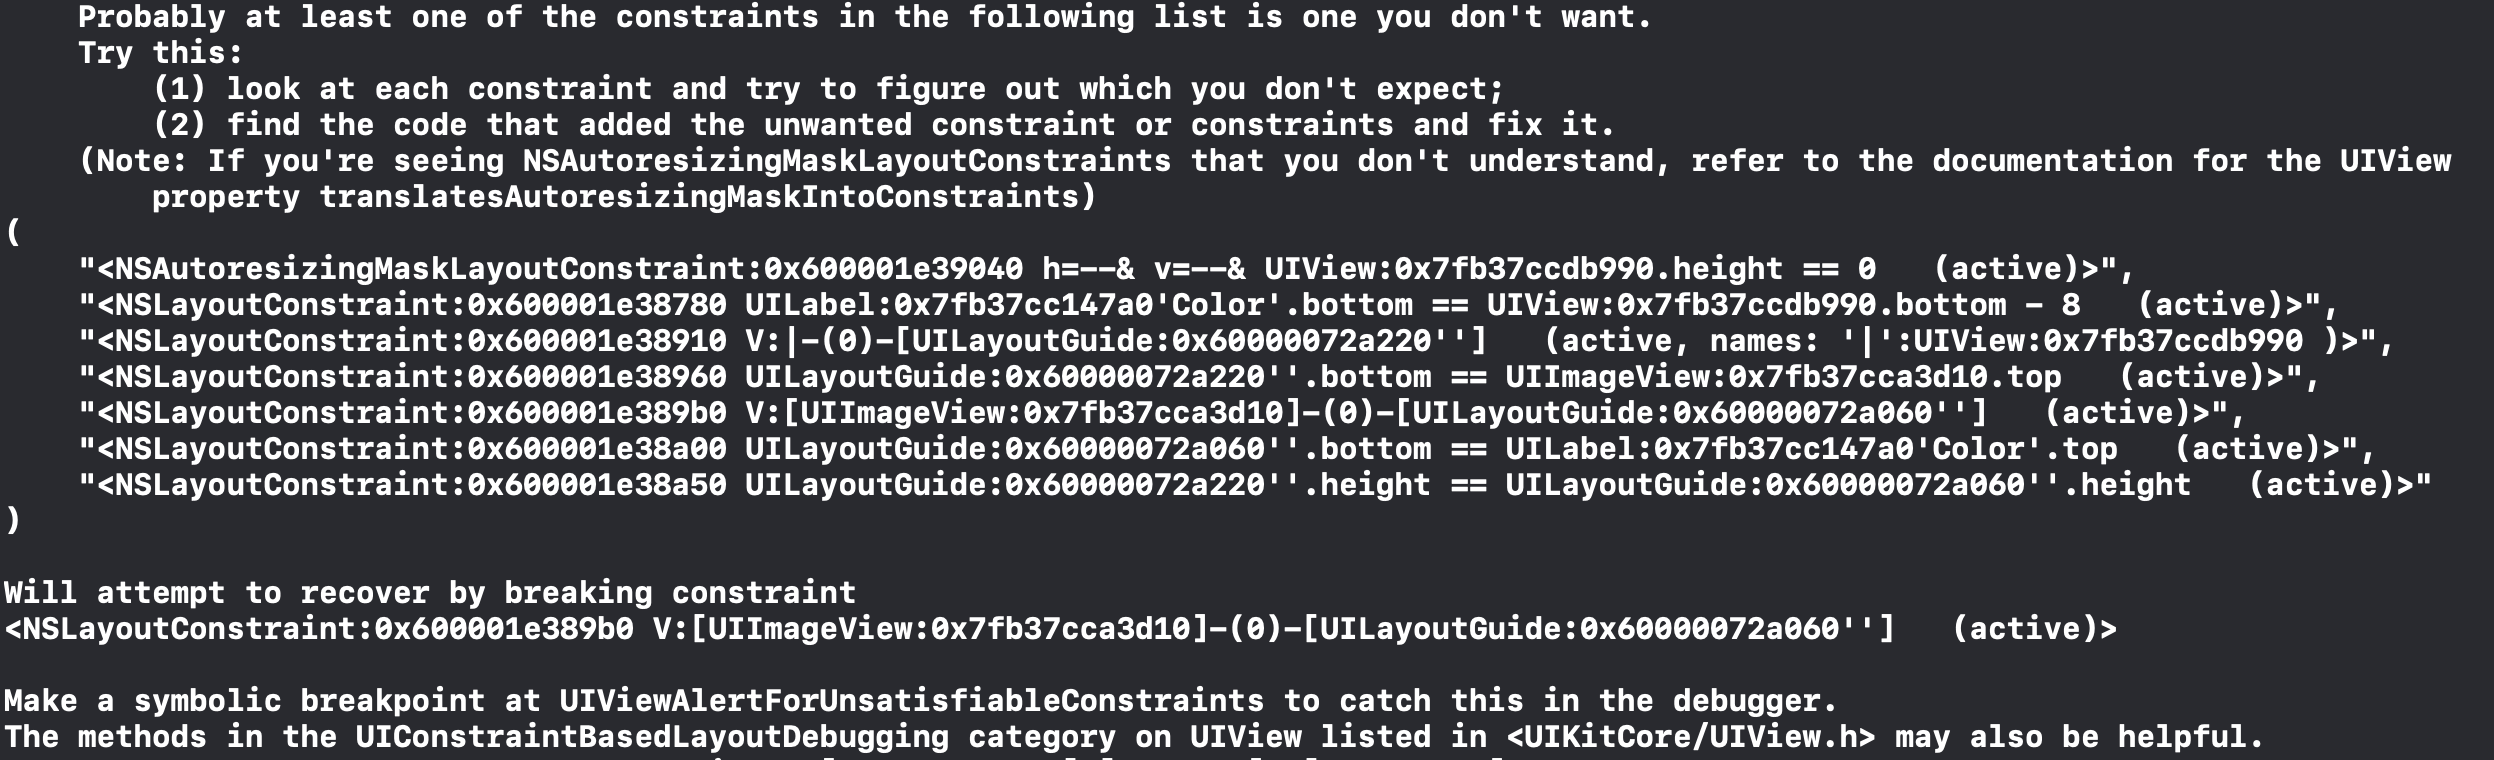 Probably at least one of the constraints in the following list is one you don't want.
Try this:
(1) look at each constraint and try to figure out which you don't expect;
(2) find the code that added the unwanted constraint or constraints and fix it.
(Note: If you're seeing NSAutoresizingMaskLayoutConstraints that you don't understand, refer to the documentation for the UIView
property translatesAutoresizingMaskIntoConstraints)
(
"<NSAutoresizingMaskLayoutConstraint:0x600001e39040 h=--& v=--& UIView:0x7fb37ccdb990.height == 0   (active)>",
"<NSLayoutConstraint:0x600001e38780 UILabel:0x7fb37cc147a0'Color'.bottom == UIView:0x7fb37ccdb990.bottom - 8   (active)>",
"<NSLayoutConstraint:0x600001e38910 V:|-(0)-[UILayoutGuide:0x60000072a220'']   (active, names: '|':UIView:0x7fb37ccdb990 )>",
"<NSLayoutConstraint:0x600001e38960 UILayoutGuide:0x60000072a220''.bottom == UIImageView:0x7fb37cca3d10.top   (active)>",
"<NSLayoutConstraint:0x600001e389b0 V:[UIImageView:0x7fb37cca3d10]-(0)-[UILayoutGuide:0x60000072a060'']   (active)>",
"<NSLayoutConstraint:0x600001e38a00 UILayoutGuide:0x60000072a060''.bottom == UILabel:0x7fb37cc147a0'Color'.top   (active)>",
"<NSLayoutConstraint:0x600001e38a50 UILayoutGuide:0x60000072a220''.height == UILayoutGuide:0x60000072a060''.height   (active)>"
)
Will attempt to recover by breaking constraint
<NSLayoutConstraint:0x600001e389b0 V:[UIImageView:0x7fb37cca3d10]-(0)-[UILayoutGuide:0x60000072a060'']   (active)>
Make a symbolic breakpoint at UIViewAlertForUnsatisfiableConstraints to catch this in the debugger.
The methods in the UIConstraintBasedLayoutDebugging category on UIView listed in <UIKitCore/UIView.h> may also be helpful.